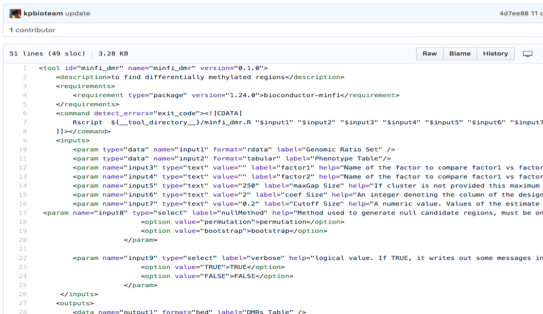 kpbioteam update
4d7ee88 11
1 contributor
51 lines (49 sloc) 3.28 KB
Raw Blame History
1 <tool id="minfi_dmr" name="minfi_dmr" version="0.1.0">
2 <description>to find differentially methylated regions</description>
3 <requirements>
4 <requirement type="package" version="1.24.0">bioconductor-minfi</requirement>
5 </requirements>
6 <command detect_errors="exit_code"><![CDATA[
7 Rscript ${__tool_directory__}/minfi_dmr.R "$input1" "$input2" "$input3" "$input4" "$input5" "$input6" "$input7
8 ]]></command>
9 <inputs>
10 <param type="data" name="input1" format="rdata" label="Genomic Ratio Set" />
11 <param type="data" name="input2" format="tabular" label="Phenotype Table"/>
12 <param name="input3" type="text" value="" label="factor1" help="Name of the factor to compare factor1 vs factor
13 <param name="input4" type="text" value="" label="factor2" help="Name of the factor to compare factor1 vs factor
14 <param name="input5" type="text" value="250" label="maxGap Size" help="If cluster is not provided this maximum
15 <param name="input6" type="text" value="2" label="coef Size" help="An integer denoting the column of the design
16 <param name="input7" type="text" value="0.2" label="Cutoff Size" help="A numeric value. Values of the estimate
17 <param name="input8" type="select" label="nullMethod" help="Method used to generate null candidate regions, must be on
18 <option value="permutation">permutation</option>
19 <option value="bootstrap">bootstrap</option>
20 </param>
21
22 <param name="input9" type="select" label="verbose" help="logical value. If TRUE, it writes out some messages in
23 <option value="TRUE">TRUE</option>
24 <option value="FALSE">FALSE</option>
25 </param>
26 </inputs>
27 <outputs>
28 <data name="output1" format="bed" label="DMRs Table" />